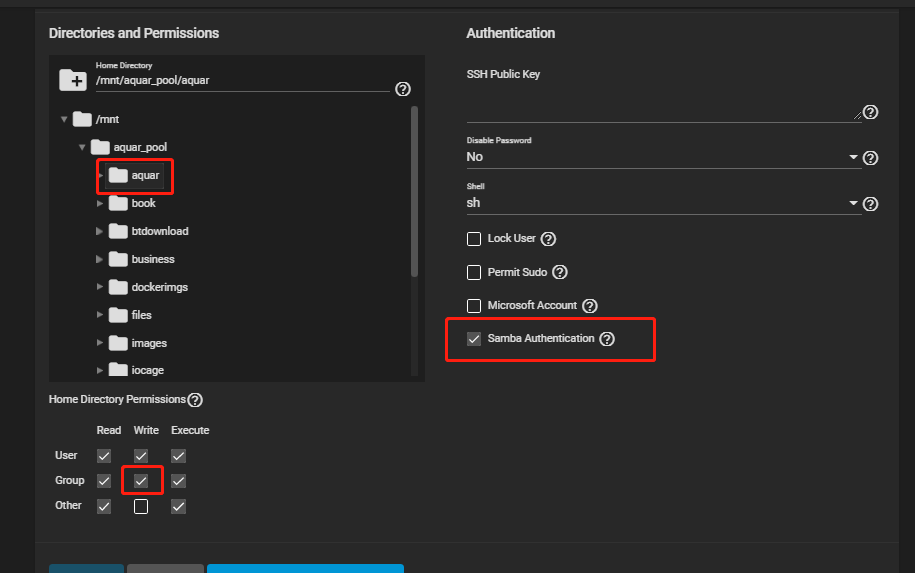 Directories and Permissions
Home Directory
/mnt/aquar_pool/aquar
/mnt
aquar_pool
aquar
book
btdownload
business
dockerimgs
files
images
iocage
Home Directory Permissions
Read Write Execute
User
Group
Other
Authentication
SSH Public Key
Disable Password
No
Shell
sh
Lock User
Permit Sudo
Microsoft Account
Samba Authentication